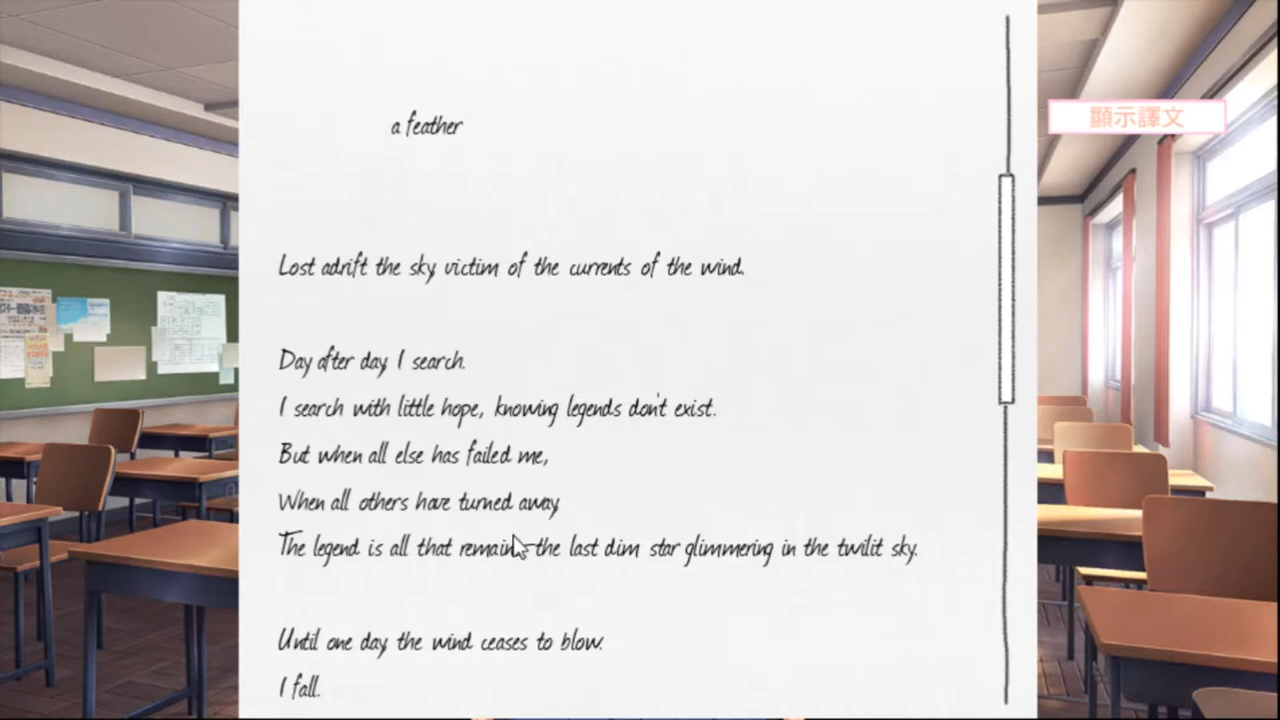 a feather
顯示譯文
Lost adrift the sky, victim of the currents of the wind.
Day after day, I search.
I search with little hope, knowing legends don't exist.
But when all else has failed me,
When all others have turned away,
The legend is all that remains the last dim star glimmering in the twilit sky.
Until one day, the wind ceases to blow.
I fall.